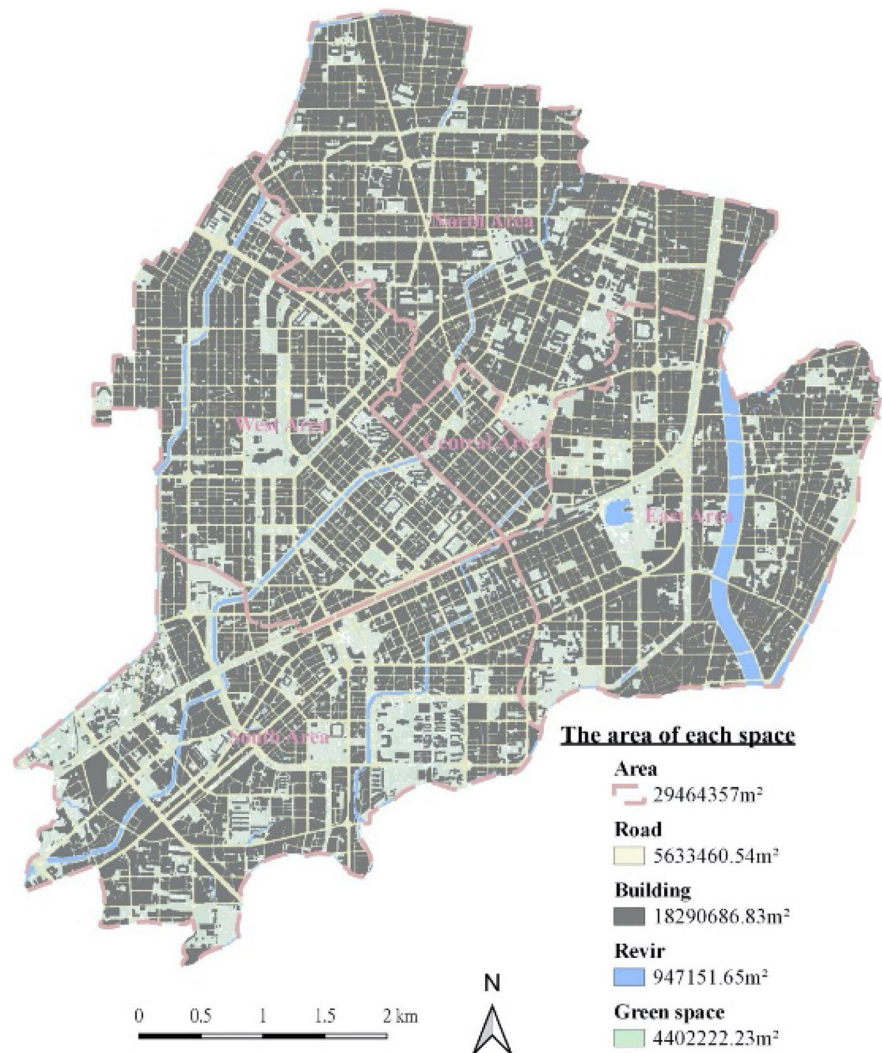 North Area
West Area
Central Area
East Area
South Area
The area of each space
Area
29464357m²
Road
5633460.54m²
Building
18290686.83m²
Revir
947151.65m²
Green space
4402222.23m²
0 0.5 1 1.5 2 km
N